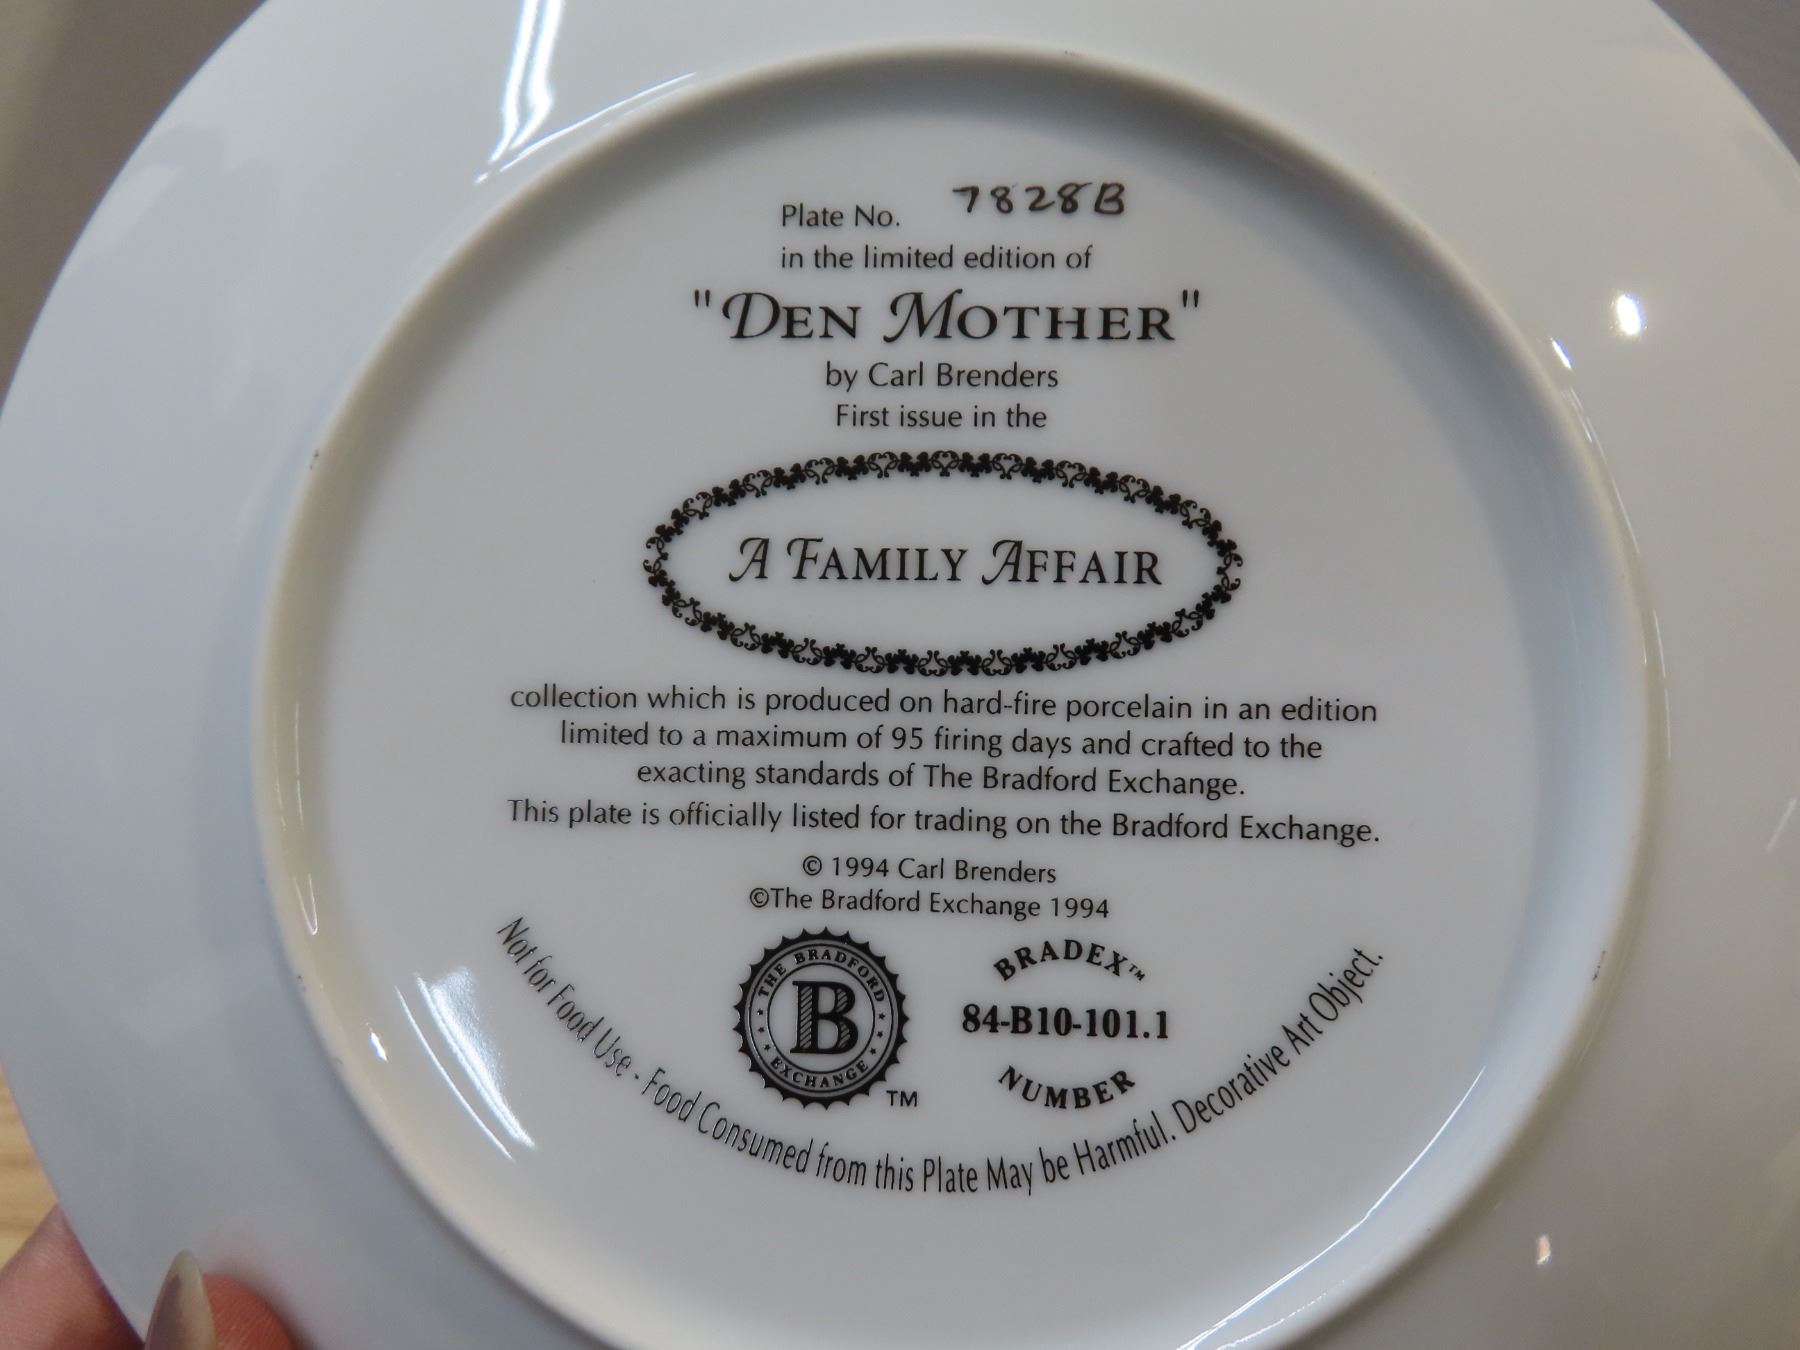 Plate No. 7828B
in the limited edition of
"DEN MOTHER"
by Carl Brenders
First issue in the
A FAMILY AFFAIR
collection which is produced on hard-fire porcelain in an edition
limited to a maximum of 95 firing days and crafted to the
exacting standards of The Bradford Exchange.
This plate is officially listed for trading on the Bradford Exchange.
© 1994 Carl Brenders
©The Bradford Exchange 1994
THE BRADFORD
B
EXCHANGE
TM
BRADEX™
84-B10-101.1
NUMBER
Not for Food Use - Food Consumed from this Plate May be Harmful. Decorative Art Object.